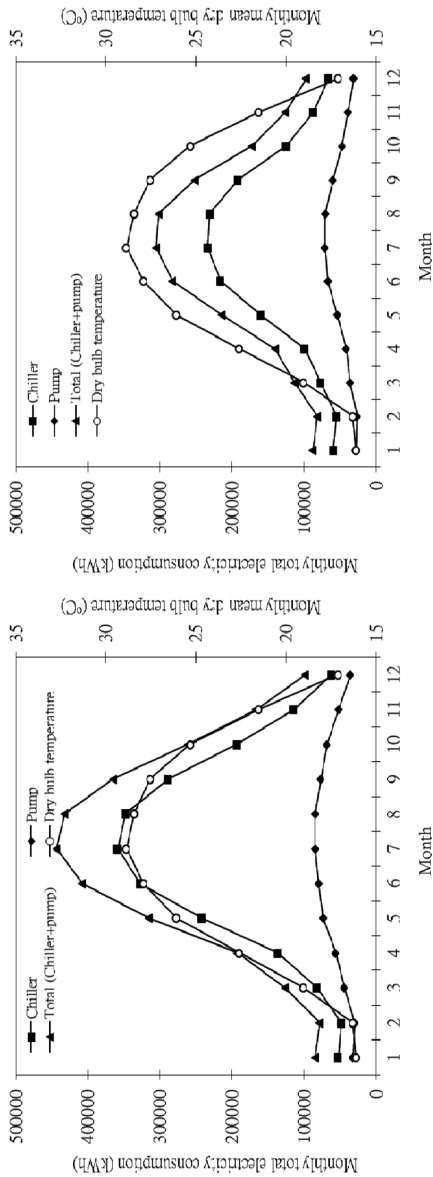 Monthly total electricity consumption (kWh)
500000
400000
300000
200000
100000
0
Chiller
Pump
Total (Chiller+pump)
Dry bulb temperature
1 2 3 4 5 6 7 8 9 10 11 12
Month
35
30
25
20
15
Monthly mean dry bulb temperature (°C)
Monthly total electricity consumption (kWh)
500000
400000
300000
200000
100000
0
Chiller
Pump
Total (Chiller+pump)
Dry bulb temperature
1 2 3 4 5 6 7 8 9 10 11 12
Month
35
30
25
20
15
Monthly mean dry bulb temperature (°C)